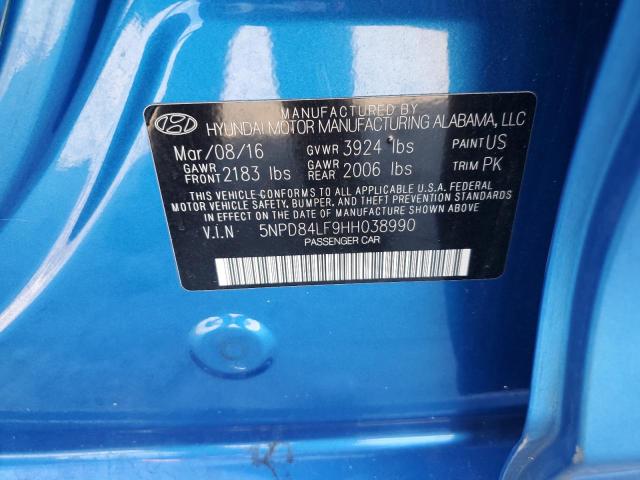 MANUFACTURED BY
HYUNDAI MOTOR MANUFACTURING ALABAMA, LLC
Mar/08/16 GVWR 3924 lbs PAINT US
GAWR FRONT 2183 lbs GAWR REAR 2006 lbs TRIM PK
THIS VEHICLE CONFORMS TO ALL APPLICABLE U.S.A. FEDERAL
MOTOR VEHICLE SAFETY, BUMPER, AND THEFT PREVENTION
STANDARDS IN EFFECT ON THE DATE OF MANUFACTURE SHOWN ABOVE.
V.I.N 5NPD84LF9HH038990
PASSENGER CAR